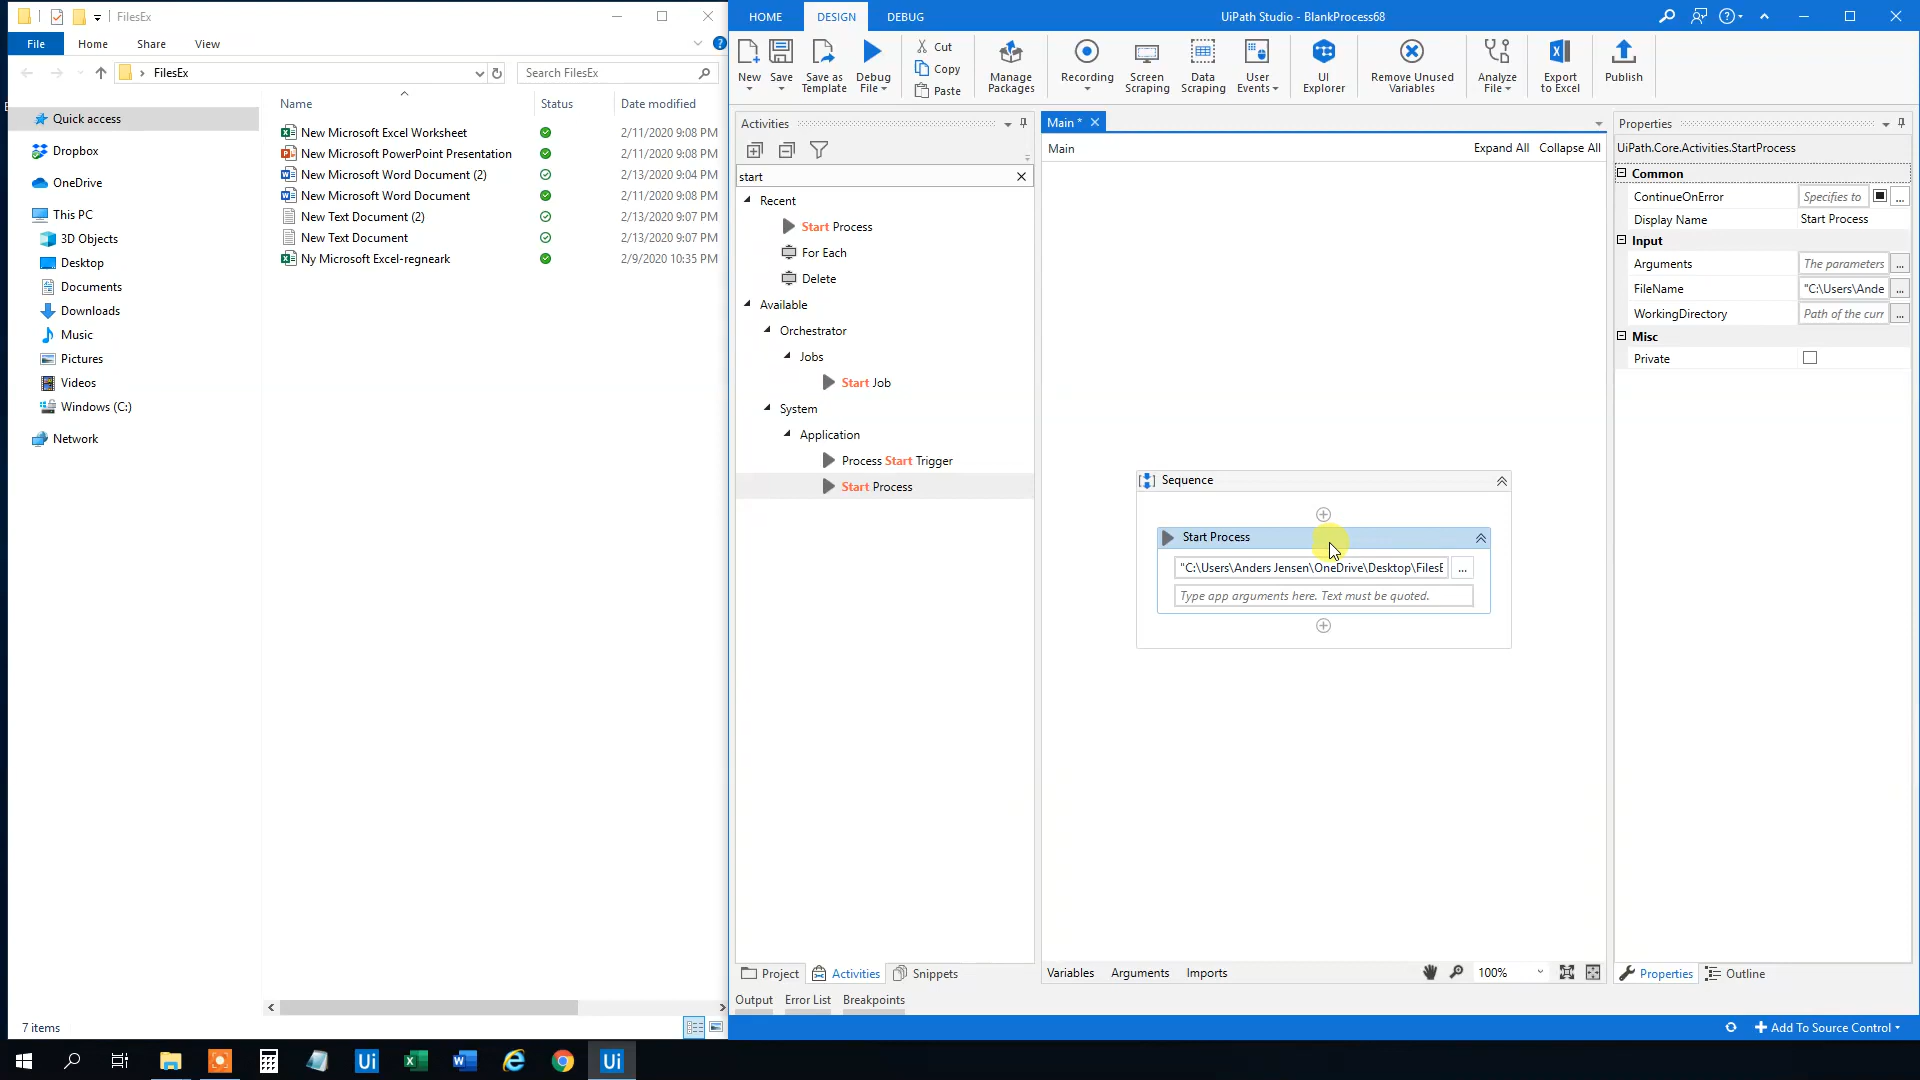 FilesEx
File
Home
Share
View
FilesEx
Search FilesEx
Quick access
Dropbox
OneDrive
This PC
3D Objects
Desktop
Documents
Downloads
Music
Pictures
Videos
Windows (C:)
Network
Name Status Date modified
New Microsoft Excel Worksheet 2/11/2020 9:08 PM
New Microsoft PowerPoint Presentation 2/11/2020 9:08 PM
New Microsoft Word Document (2) 2/13/2020 9:04 PM
New Microsoft Word Document 2/11/2020 9:08 PM
New Text Document (2) 2/13/2020 9:07 PM
New Text Document 2/13/2020 9:07 PM
Ny Microsoft Excel-regneark 2/9/2020 10:35 PM
7 items
HOME DESIGN DEBUG
UiPath Studio - BlankProcess68
New
Save
Save as
Template
Debug
File
Cut
Copy
Paste
Manage
Packages
Recording
Screen
Scraping
Data
Scraping
User
Events
UI
Explorer
Remove Unused
Variables
Analyze
File
Export
to Excel
Publish
Activities
start
Recent
Start Process
For Each
Delete
Available
Orchestrator
Jobs
Start Job
System
Application
Process Start Trigger
Start Process
Project
Activities
Snippets
Output
Error List
Breakpoints
Main *
Main
Expand All
Collapse All
Sequence
Start Process
"C:\Users\Anders Jensen\OneDrive\Desktop\FilesE
...
Type app arguments here. Text must be quoted.
Variables
Arguments
Imports
100%
Properties
UiPath.Core.Activities.StartProcess
Common
ContinueOnError Specifies to ...
Display Name Start Process
Input
Arguments The parameters ...
FileName "C:\Users\Ande ...
WorkingDirectory Path of the curr ...
Misc
Private
Properties
Outline
Add To Source Control
Ui
Ui